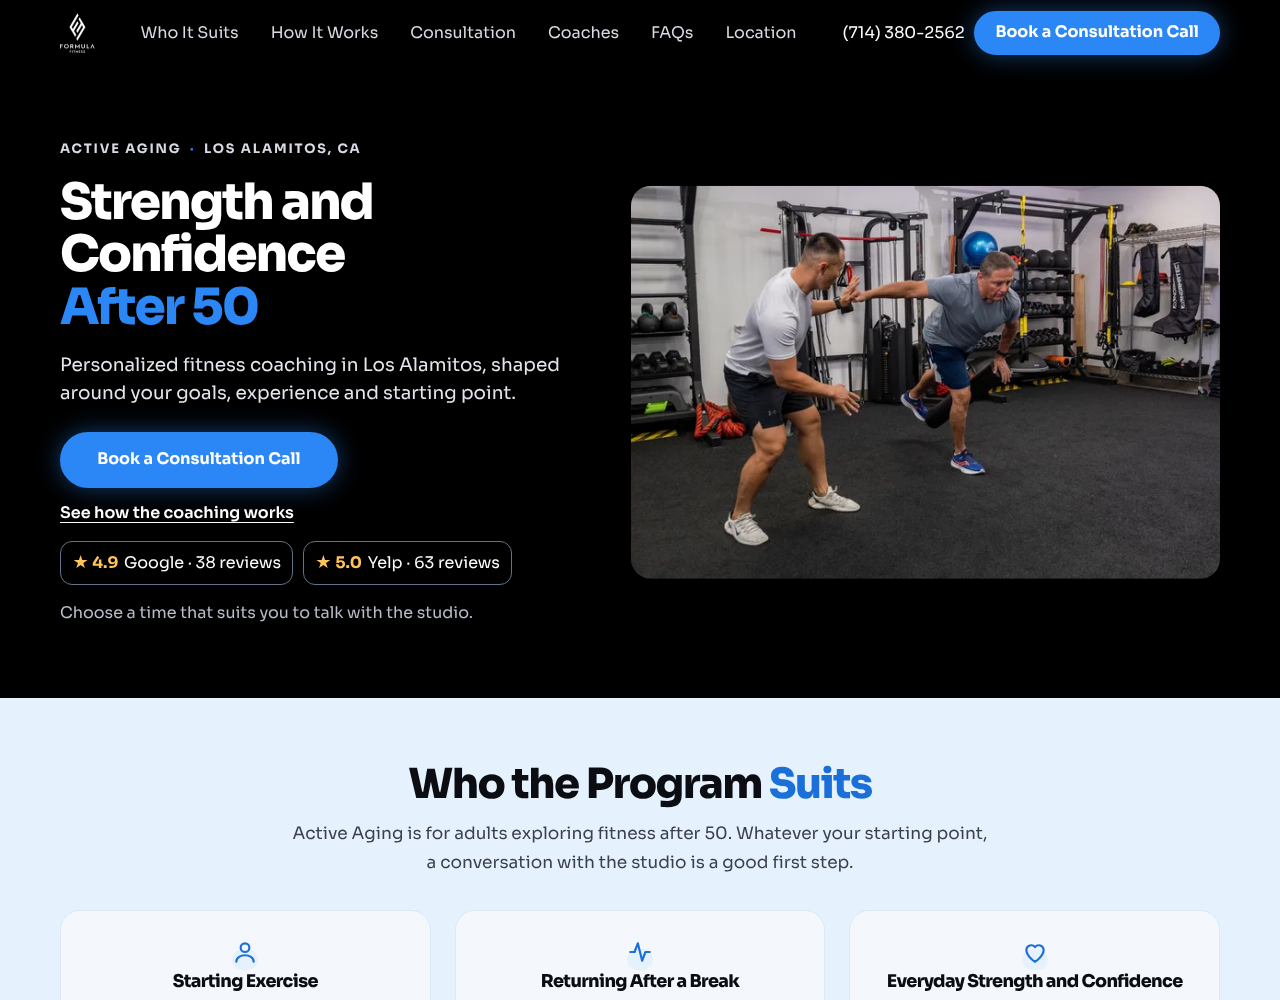 FORMULA
FITNESS
Who It Suits
How It Works
Consultation
Coaches
FAQs
Location
(714) 380-2562
Book a Consultation Call
ACTIVE AGING · LOS ALAMITOS, CA
Strength and
Confidence
After 50
Personalized fitness coaching in Los Alamitos, shaped
around your goals, experience and starting point.
Book a Consultation Call
See how the coaching works
★ 4.9 Google · 38 reviews
★ 5.0 Yelp · 63 reviews
Choose a time that suits you to talk with the studio.
Who the Program Suits
Active Aging is for adults exploring fitness after 50. Whatever your starting point,
a conversation with the studio is a good first step.
Starting Exercise
Returning After a Break
Everyday Strength and Confidence